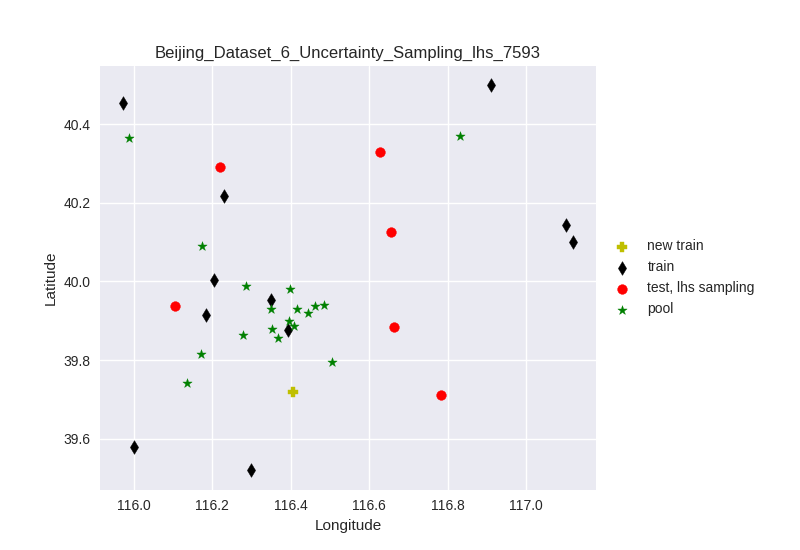 Beijing_Dataset_6_Uncertainty_Sampling_lhs_7593
40.4
40.2
40.0
39.8
39.6
Latitude
116.0 116.2 116.4 116.6 116.8 117.0
Longitude
new train
train
test, lhs sampling
pool